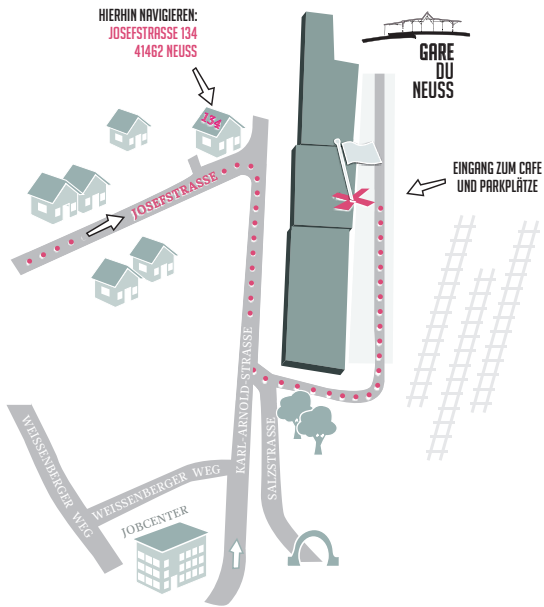 HIERHIN NAVIGIEREN:
JOSEFSTRASSE 134
41462 NEUSS
GARE
DU
NEUSS
134
EINGANG ZUM CAFE
UND PARKPLÄTZE
JOSEFSTRASSE
KARL-ARNOLD-STRASSE
SALZSTRASSE
WEISSENBERGER WEG
WEISSENBERGER WEG
JOBCENTER